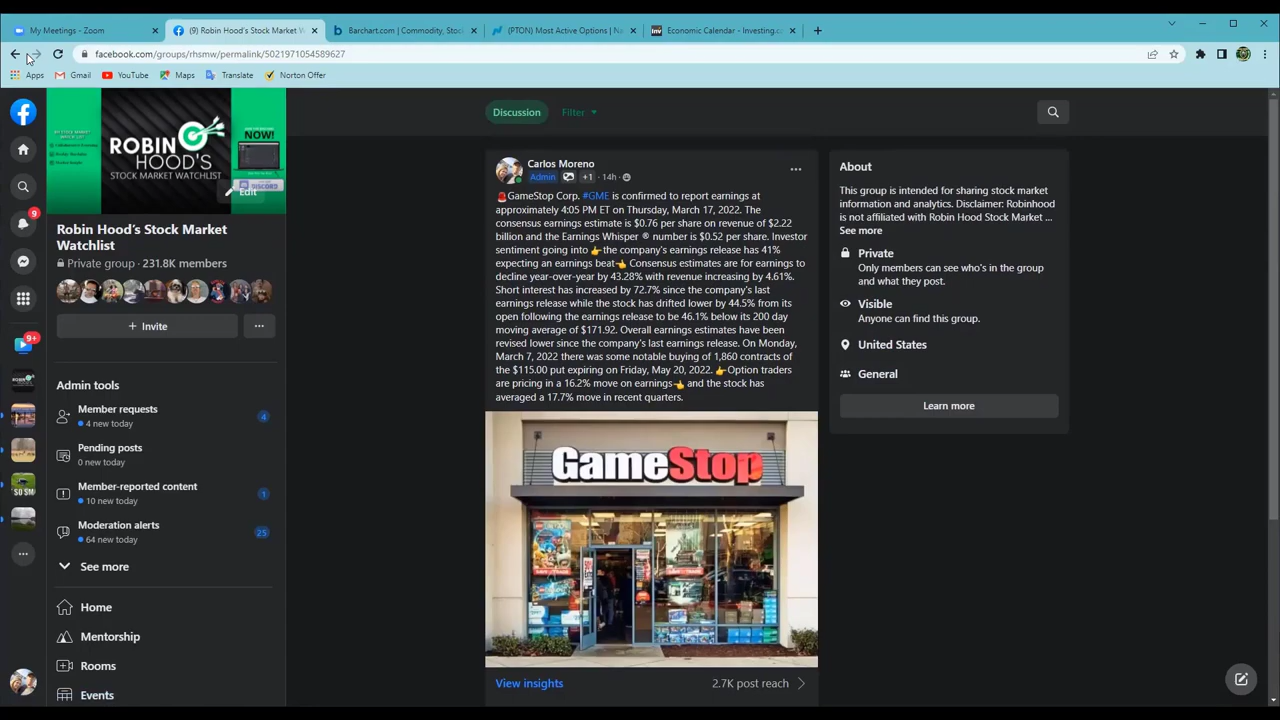 My Meetings - Zoom
(9) Robin Hood's Stock Market W
Barchart.com | Commodity, Stoc
(PTON) Most Active Options | N
Economic Calendar - Investing.c
facebook.com/groups/rhsmw/permalink/5021971054589627
Apps
Gmail
YouTube
Maps
Translate
Norton Offer
ROBIN
HOOD'S
STOCK MARKET WATCHLIST
NOW!
DISCORD
Edit
Robin Hood's Stock Market
Watchlist
Private group · 231.8K members
+ Invite
Admin tools
Member requests
4 new today
4
Pending posts
0 new today
Member-reported content
10 new today
1
Moderation alerts
64 new today
25
See more
Home
Mentorship
Rooms
Events
9
9+
Discussion
Filter
Carlos Moreno
Admin +1 · 14h ·
🚨GameStop Corp. #GME is confirmed to report earnings at
approximately 4:05 PM ET on Thursday, March 17, 2022. The
consensus earnings estimate is $0.76 per share on revenue of $2.22
billion and the Earnings Whisper ® number is $0.52 per share. Investor
sentiment going into 👉the company's earnings release has 41%
expecting an earnings beat👈 Consensus estimates are for earnings to
decline year-over-year by 43.28% with revenue increasing by 4.61%.
Short interest has increased by 72.7% since the company's last
earnings release while the stock has drifted lower by 44.5% from its
open following the earnings release to be 46.1% below its 200 day
moving average of $171.92. Overall earnings estimates have been
revised lower since the company's last earnings release. On Monday,
March 7, 2022 there was some notable buying of 1,860 contracts of
the $115.00 put expiring on Friday, May 20, 2022. 👉Option traders
are pricing in a 16.2% move on earnings👈 and the stock has
averaged a 17.7% move in recent quarters.
GameStop
View insights
2.7K post reach
About
This group is intended for sharing stock market
information and analytics. Disclaimer: Robinhood
is not affiliated with Robin Hood Stock Market ...
See more
Private
Only members can see who's in the group
and what they post.
Visible
Anyone can find this group.
United States
General
Learn more